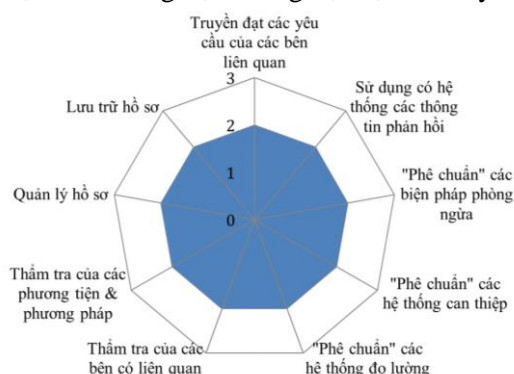 Truyền đạt các yêu
cầu của các bên
liên quan
Sử dụng có hệ
thống các thông
tin phản hồi
"Phê chuẩn" các
biện pháp phòng
ngừa
"Phê chuẩn" các
hệ thống can thiệp
"Phê chuẩn" các
hệ thống đo lường
Thẩm tra của các
bên có liên quan
Thẩm tra của các
phương tiện &
phương pháp
Quản lý hồ sơ
Lưu trữ hồ sơ
3
2
1
0